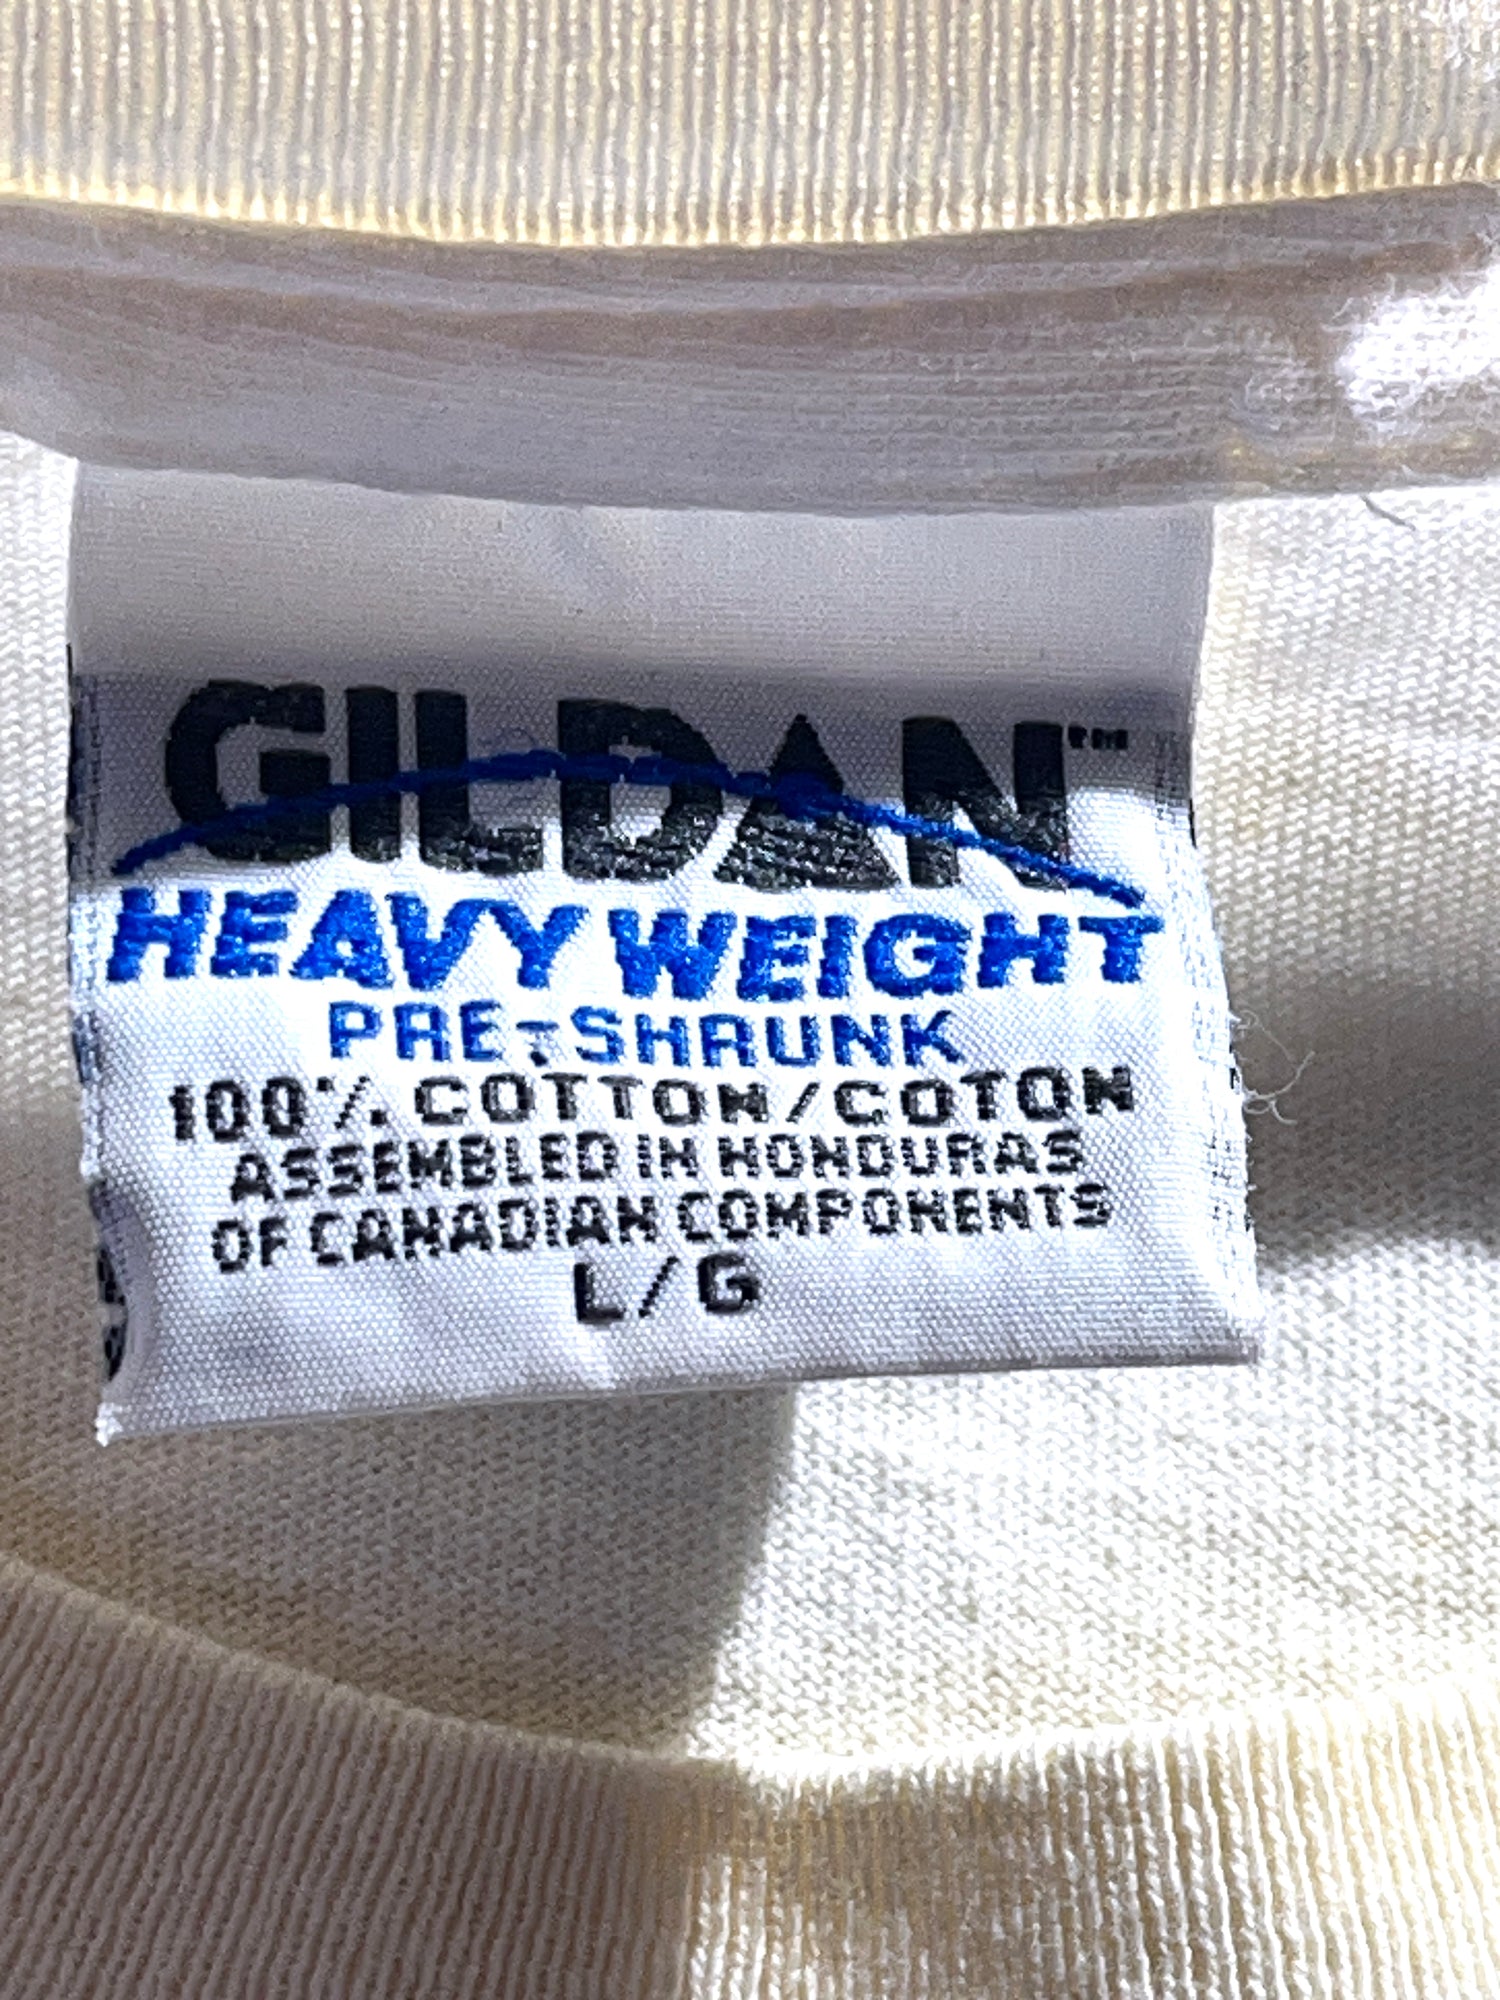 GILDAN™
HEAVY WEIGHT
PRE-SHRUNK
100% COTTON/COTON
ASSEMBLED IN HONDURAS
OF CANADIAN COMPONENTS
L/G